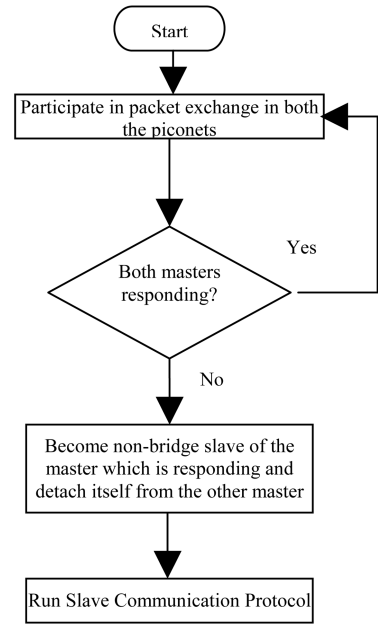 Start
Participate in packet exchange in both
the piconets
Both masters
responding?
Yes
No
Become non-bridge slave of the
master which is responding and
detach itself from the other master
Run Slave Communication Protocol